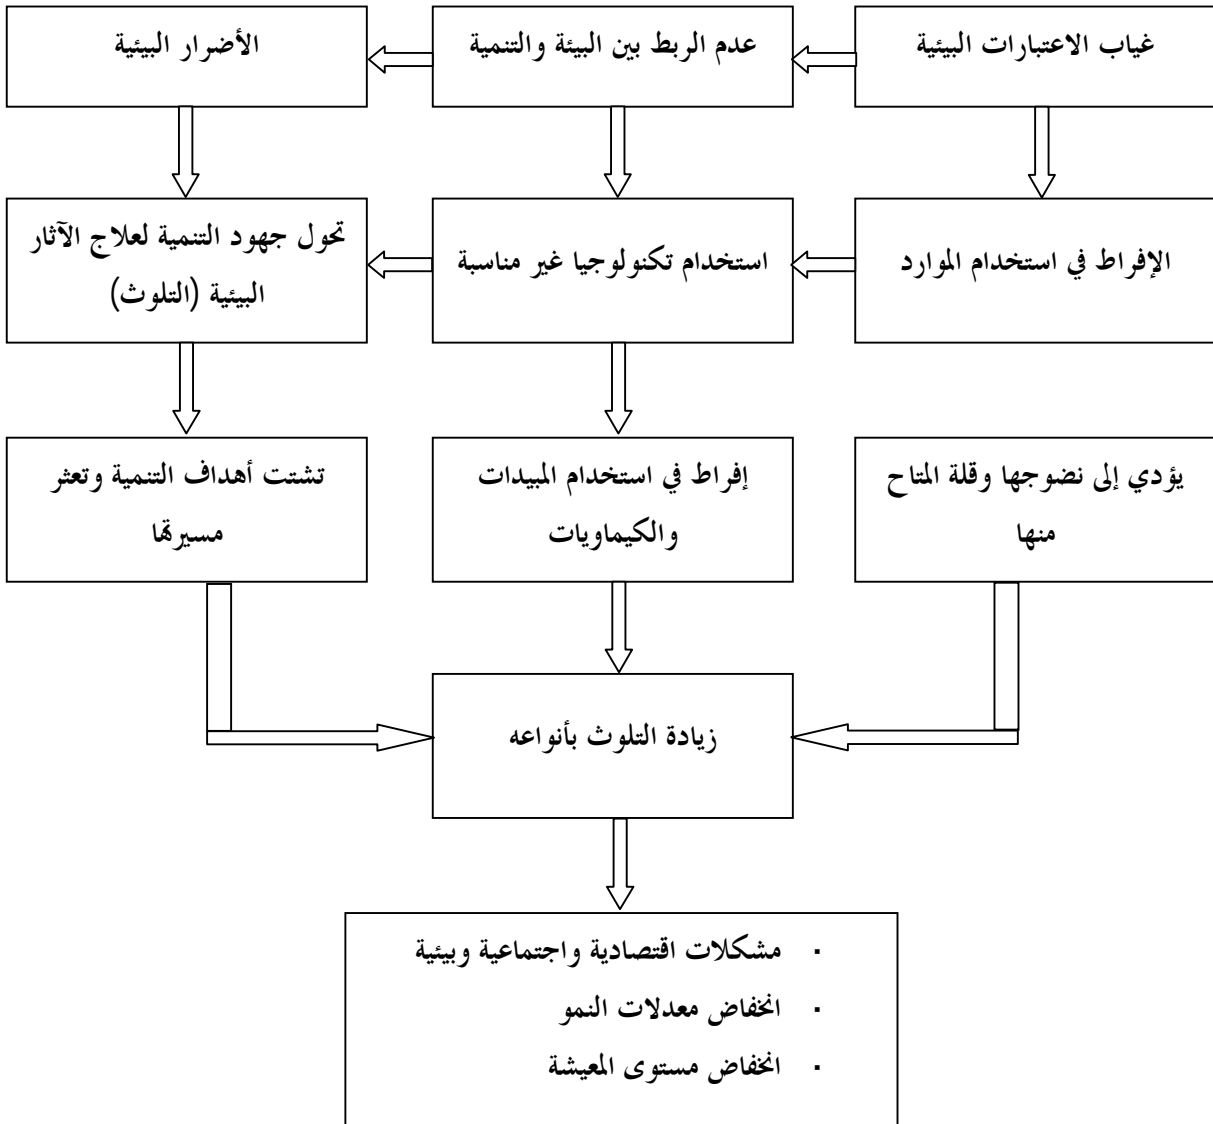 غياب الاعتبارات البيئية
عدم الربط بين البيئة والتنمية
الأضرار البيئية
الإفراط في استخدام الموارد
استخدام تكنولوجيا غير مناسبة
تحول جهود التنمية لعلاج الآثار
البيئية (التلوث)
يؤدي إلى نضوجها وقلة المتاح
منها
إفراط في استخدام المبيدات
والكيماويات
تشتت أهداف التنمية وتعثر
مسيرتها
زيادة التلوث بأنواعه
· مشكلات اقتصادية واجتماعية وبيئية
· انخفاض معدلات النمو
· انخفاض مستوى المعيشة